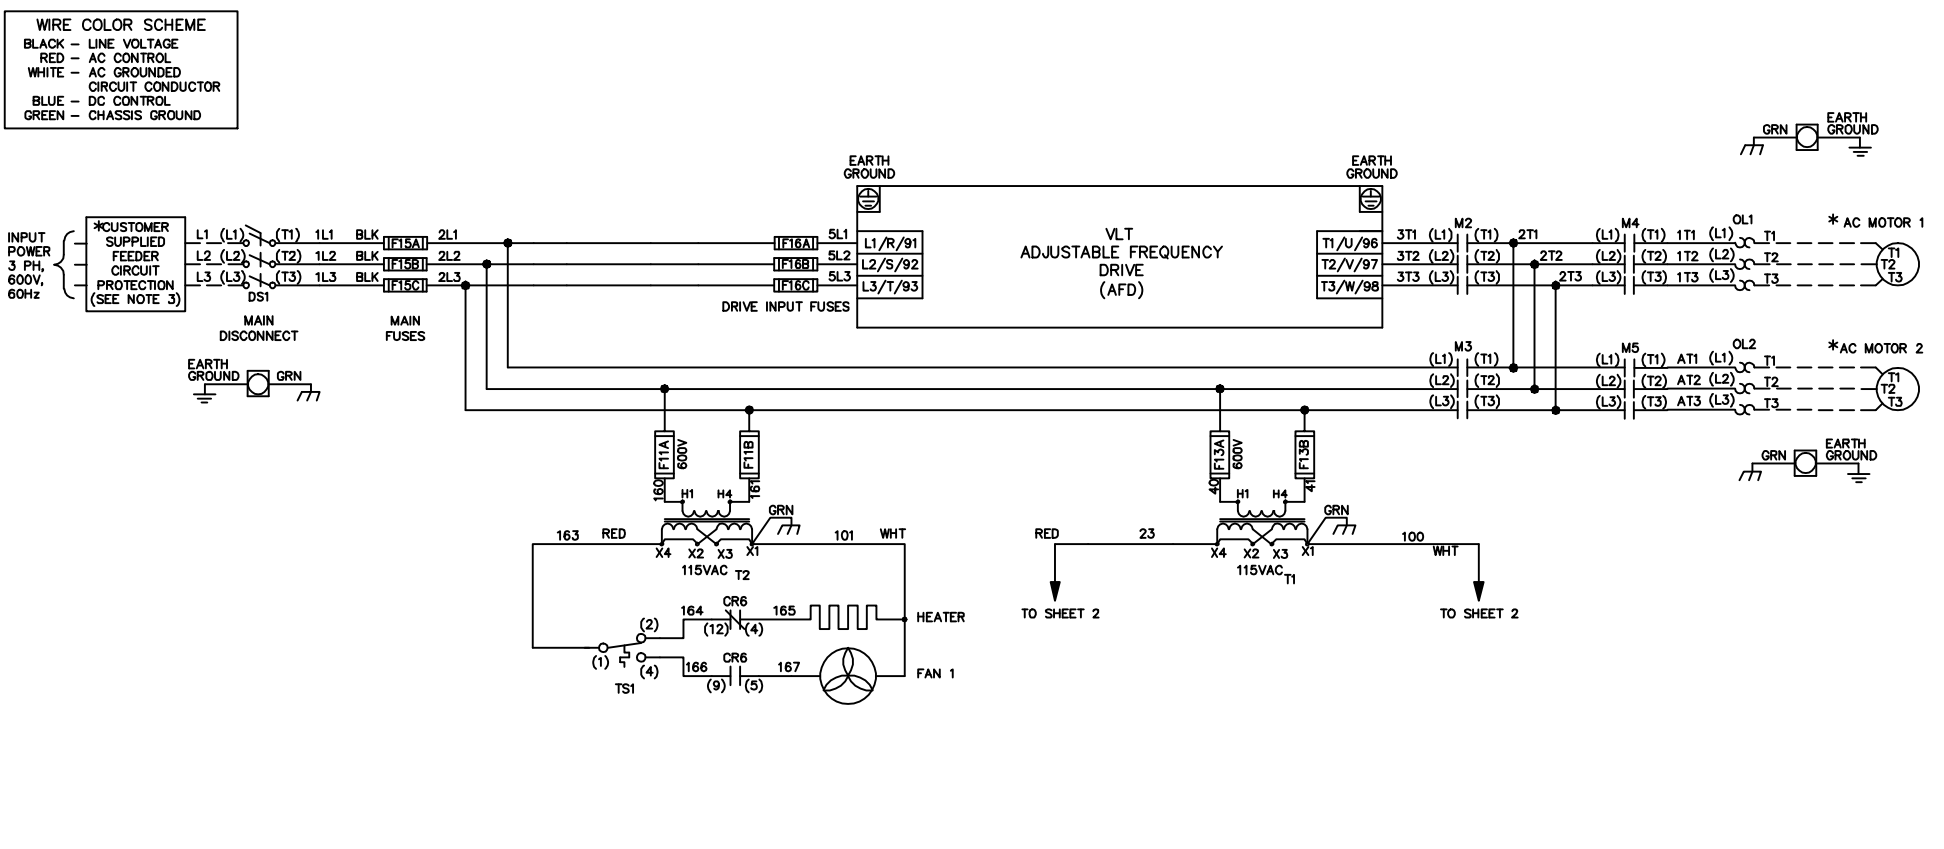 WIRE COLOR SCHEME
BLACK – LINE VOLTAGE
RED – AC CONTROL
WHITE – AC GROUNDED
CIRCUIT CONDUCTOR
BLUE – DC CONTROL
GREEN – CHASSIS GROUND
EARTH
GRN GROUND
EARTH
GROUND
EARTH
GROUND
INPUT
POWER
3 PH,
600V,
60Hz
*CUSTOMER
SUPPLIED
FEEDER
CIRCUIT
PROTECTION
(SEE NOTE 3)
L1 (L1) (T1) 1L1 BLK F15A 2L1 F16A 5L1 L1/R/91
L2 (L2) (T2) 1L2 BLK F15B 2L2 F16B 5L2 L2/S/92
L3 (L3) (T3) 1L3 BLK F15C 2L3 F16C 5L3 L3/T/93
DS1
MAIN
DISCONNECT
MAIN
FUSES
DRIVE INPUT FUSES
VLT
ADJUSTABLE FREQUENCY
DRIVE
(AFD)
M2 M4 OL1 * AC MOTOR 1
T1/U/96 3T1 (L1) (T1) 2T1 (L1) (T1) 1T1 (L1) T1 T1
T2/V/97 3T2 (L2) (T2) 2T2 (L2) (T2) 1T2 (L2) T2 T2
T3/W/98 3T3 (L3) (T3) 2T3 (L3) (T3) 1T3 (L3) T3 T3
M3 M5 OL2 *AC MOTOR 2
(L1) (T1) (L1) (T1) AT1 (L1) T1 T1
(L2) (T2) (L2) (T2) AT2 (L2) T2 T2
(L3) (T3) (L3) (T3) AT3 (L3) T3 T3
EARTH
GROUND GRN
EARTH
GRN GROUND
F11A 600V F11B
160 H1 H4 161
GRN
163 RED 101 WHT
X4 X2 X3 X1
115VAC T2
F13A 600V F13B
40 H1 H4 41
GRN
RED 23 100 WHT
X4 X2 X3 X1
115VAC T1
TO SHEET 2
TO SHEET 2
CR6
164 165 HEATER
(2) (12) (4)
(1) CR6
(4) 166 167 FAN 1
TS1 (9) (5)